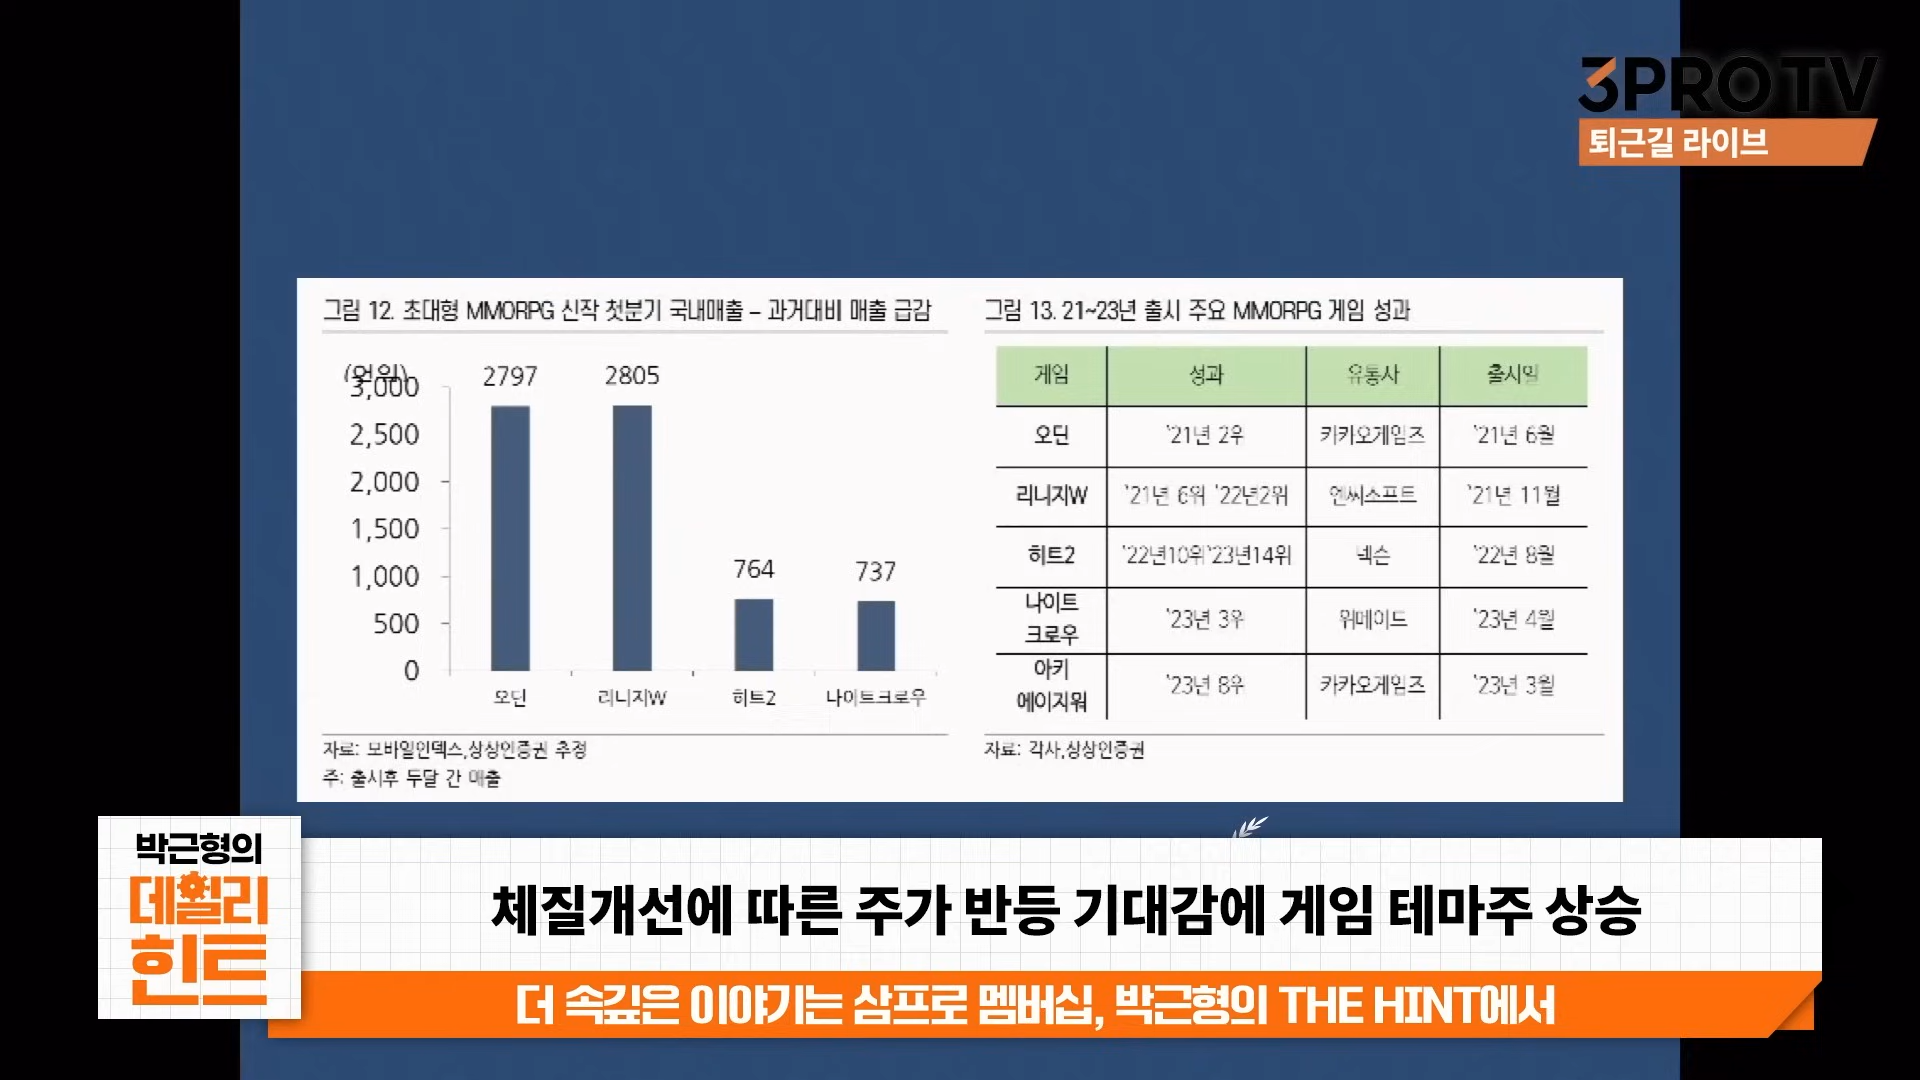 3PRO TV
퇴근길 라이브
그림 12. 초대형 MMORPG 신작 첫분기 국내매출 – 과거대비 매출 급감
(억원)
3,000
2,500
2,000
1,500
1,000
500
0
2797
2805
764
737
오딘
리니지W
히트2
나이트크로우
자료: 모바일인덱스,상상인증권 추정
주: 출시후 두달 간 매출
그림 13. 21~23년 출시 주요 MMORPG 게임 성과
게임 성과 유통사 출시일
오딘 '21년 2위 카카오게임즈 '21년 6월
리니지W '21년 6위 '22년2위 엔씨소프트 '21년 11월
히트2 '22년10위'23년14위 넥슨 '22년 8월
나이트
크로우 '23년 3위 위메이드 '23년 4월
아키
에이지워 '23년 8위 카카오게임즈 '23년 3월
자료: 각사,상상인증권
박근형의
데일리
힌트
체질개선에 따른 주가 반등 기대감에 게임 테마주 상승
더 속깊은 이야기는 삼프로 멤버십, 박근형의 THE HINT에서